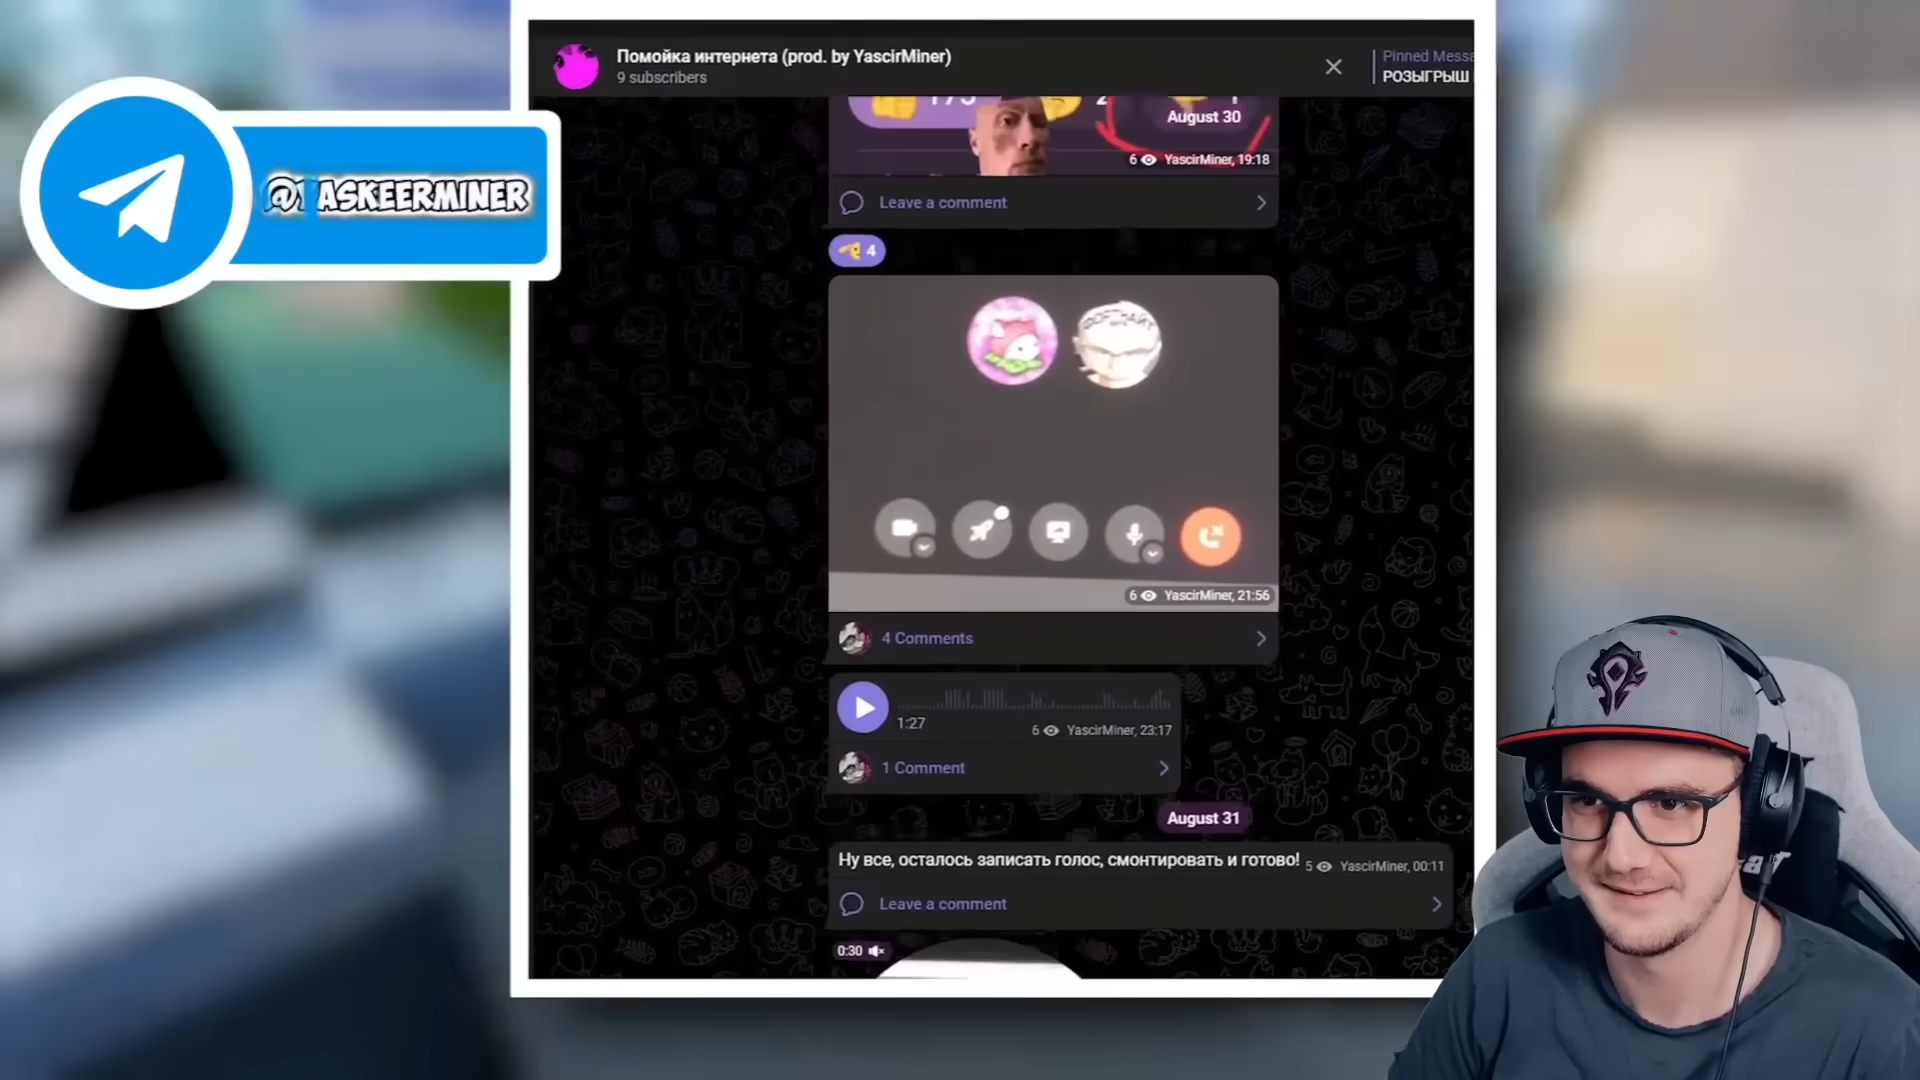 Помойка интернета (prod. by YascirMiner)
9 subscribers
Pinned Messa
РОЗЫГРЫШ
@YASKEERMINER
August 30
6 YascirMiner, 19:18
Leave a comment
4
ФОРТНАЙТ
6 YascirMiner, 21:56
4 Comments
1:27
6 YascirMiner, 23:17
1 Comment
August 31
Ну все, осталось записать голос, смонтировать и готово! 5 YascirMiner, 00:11
Leave a comment
0:30